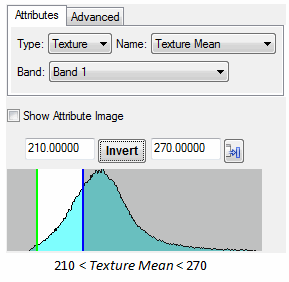 Attributes Advanced
Type: Texture Name: Texture Mean
Band: Band 1
Show Attribute Image
210.00000 Invert 270.00000
210 < Texture Mean < 270